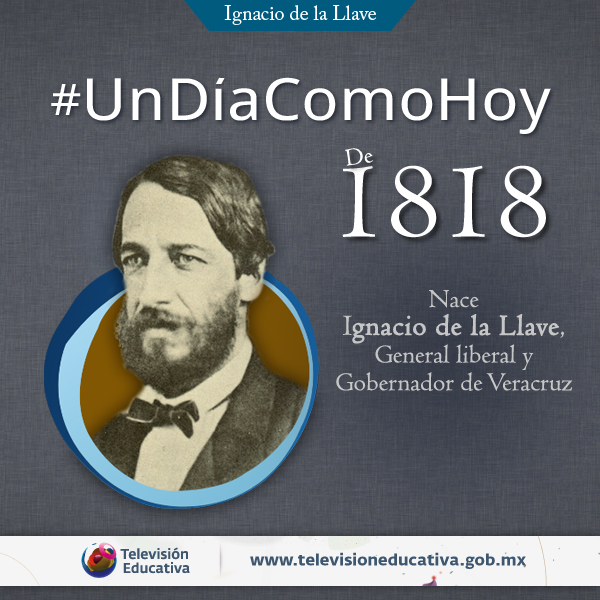 Ignacio de la Llave
#UnDíaComoHoy
De
1818
Nace
Ignacio de la Llave,
General liberal y
Gobernador de Veracruz
Televisión
Educativa
www.televisioneducativa.gob.mx